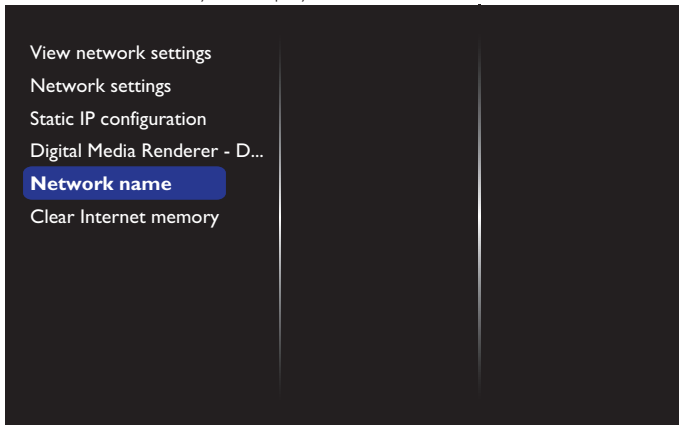 View network settings
Network settings
Static IP configuration
Digital Media Renderer - D...
Network name
Clear Internet memory